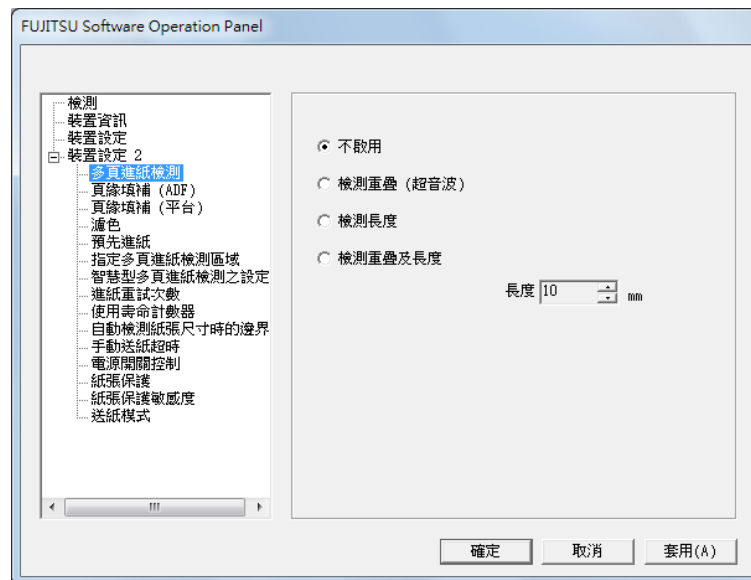 FUJITSU Software Operation Panel
檢測
裝置資訊
裝置設定
裝置設定 2
多頁進紙檢測
頁緣填補 (ADF)
頁緣填補 (平台)
濾色
預先進紙
指定多頁進紙檢測區域
智慧型多頁進紙檢測之設定
進紙重試次數
使用壽命計數器
自動檢測紙張尺寸時的邊界
手動送紙超時
電源開關控制
紙張保護
紙張保護敏感度
送紙模式
不啟用
檢測重疊 (超音波)
檢測長度
檢測重疊及長度
長度 10 mm
確定 取消 套用(A)